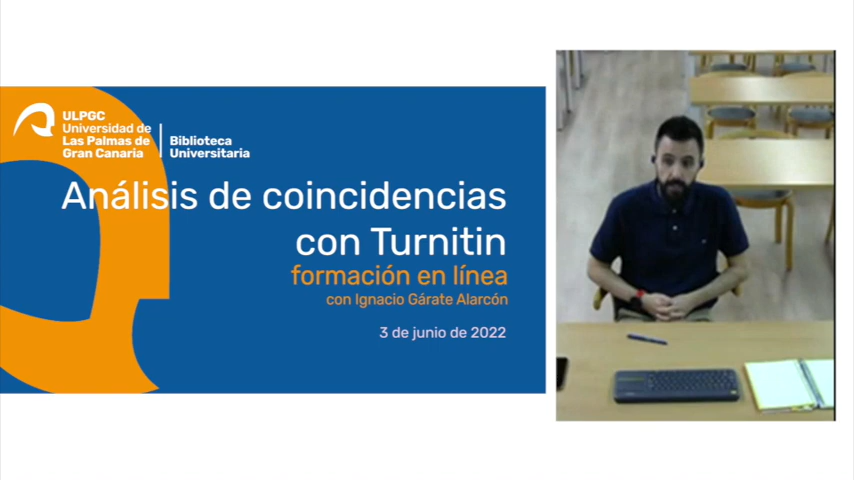 ULPGC
Universidad de
Las Palmas de
Gran Canaria
Biblioteca
Universitaria
Análisis de coincidencias
con Turnitin
formación en línea
con Ignacio Gárate Alarcón
3 de junio de 2022